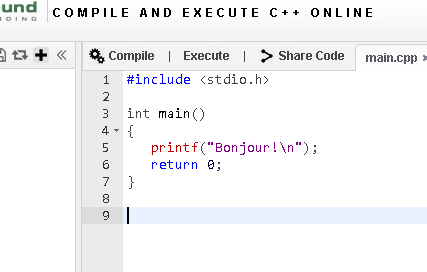 ound
COMPILE AND EXECUTE C++ ONLINE
DING
Compile | Execute | Share Code main.cpp
1 #include <stdio.h>
2
3 int main()
4 {
5 printf("Bonjour!\n");
6 return 0;
7 }
8
9